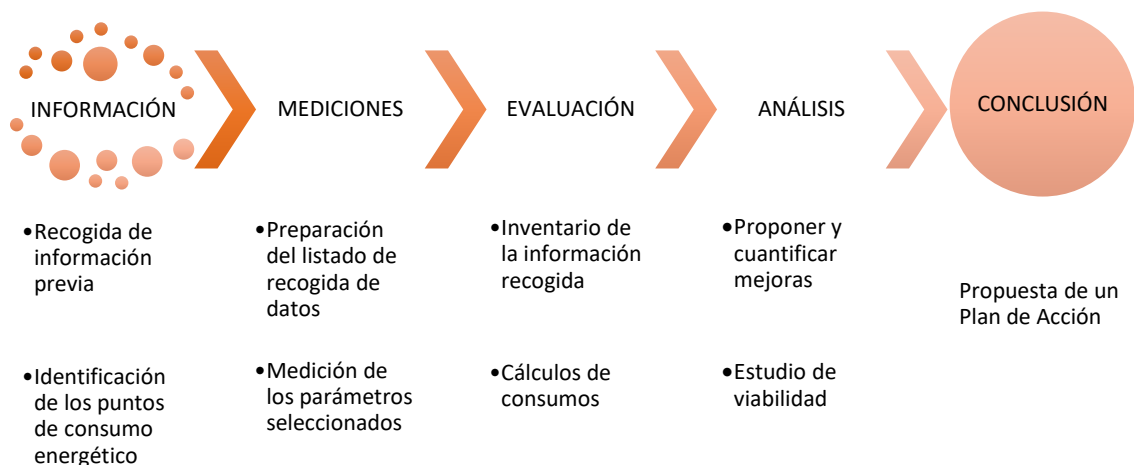 INFORMACIÓN
MEDICIONES
EVALUACIÓN
ANÁLISIS
CONCLUSIÓN
•Recogida de
información
previa
•Identificación
de los puntos
de consumo
energético
•Preparación
del listado de
recogida de
datos
•Medición de
los parámetros
seleccionados
•Inventario de
la información
recogida
•Cálculos de
consumos
•Proponer y
cuantificar
mejoras
•Estudio de
viabilidad
Propuesta de un
Plan de Acción